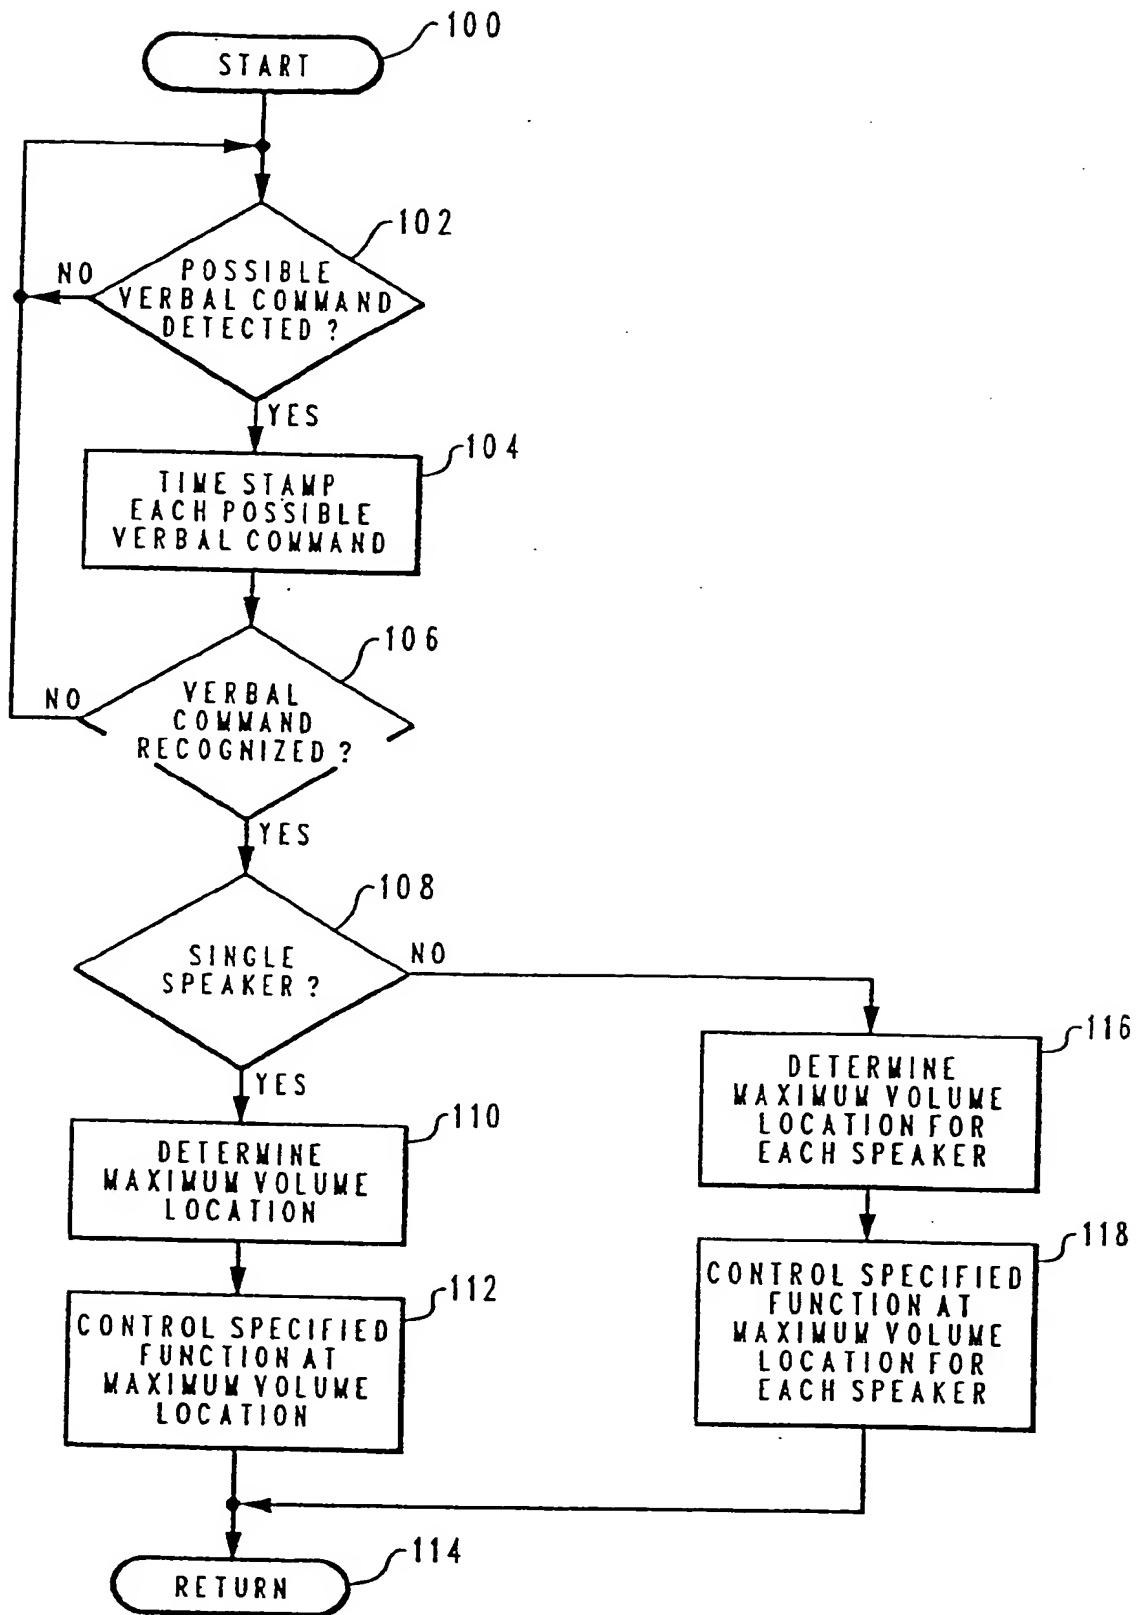 100
START
102
POSSIBLE
VERBAL COMMAND
DETECTED ?
NO
YES
104
TIME STAMP
EACH POSSIBLE
VERBAL COMMAND
106
VERBAL
COMMAND
RECOGNIZED ?
NO
YES
108
SINGLE
SPEAKER ?
NO
YES
110
DETERMINE
MAXIMUM VOLUME
LOCATION
112
CONTROL SPECIFIED
FUNCTION AT
MAXIMUM VOLUME
LOCATION
116
DETERMINE
MAXIMUM VOLUME
LOCATION FOR
EACH SPEAKER
118
CONTROL SPECIFIED
FUNCTION AT
MAXIMUM VOLUME
LOCATION FOR
EACH SPEAKER
114
RETURN